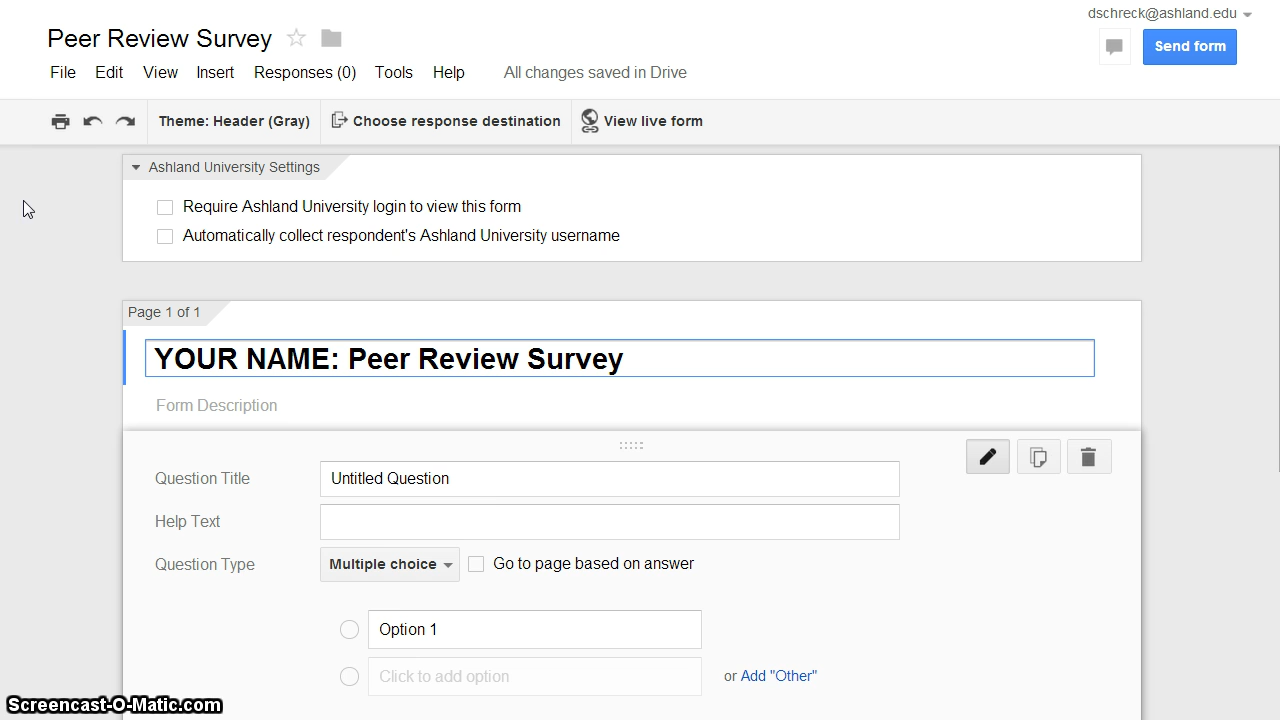 dschreck@ashland.edu
Peer Review Survey
Send form
File Edit View Insert Responses (0) Tools Help All changes saved in Drive
Theme: Header (Gray) Choose response destination View live form
Ashland University Settings
Require Ashland University login to view this form
Automatically collect respondent's Ashland University username
Page 1 of 1
YOUR NAME: Peer Review Survey
Form Description
Question Title Untitled Question
Help Text
Question Type Multiple choice Go to page based on answer
Option 1
Click to add option or Add "Other"
Screencast-O-Matic.com